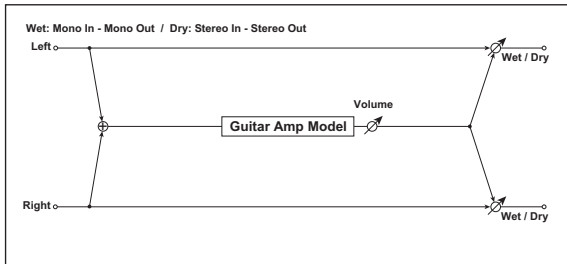 Wet: Mono In - Mono Out / Dry: Stereo In - Stereo Out
Left
Wet / Dry
Volume
Guitar Amp Model
Right
Wet / Dry